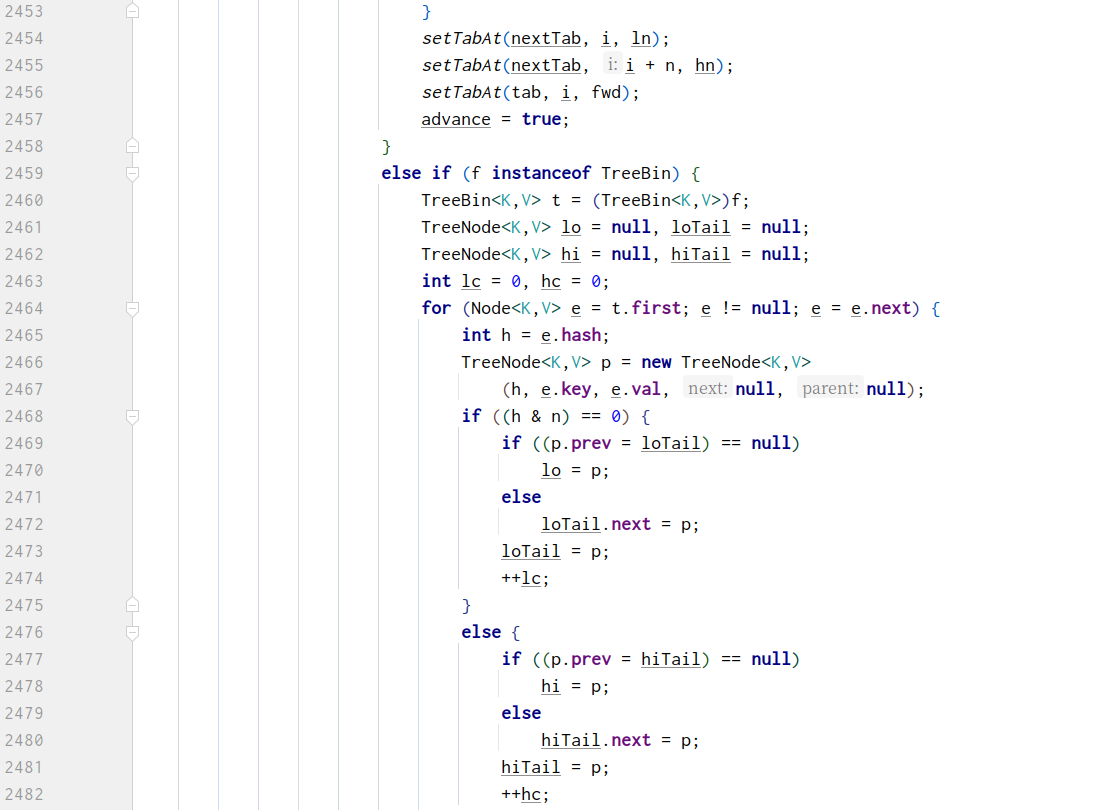 2453 }
2454 setTabAt(nextTab, i, ln);
2455 setTabAt(nextTab, i: i + n, hn);
2456 setTabAt(tab, i, fwd);
2457 advance = true;
2458 }
2459 else if (f instanceof TreeBin) {
2460 TreeBin<K,V> t = (TreeBin<K,V>)f;
2461 TreeNode<K,V> lo = null, loTail = null;
2462 TreeNode<K,V> hi = null, hiTail = null;
2463 int lc = 0, hc = 0;
2464 for (Node<K,V> e = t.first; e != null; e = e.next) {
2465 int h = e.hash;
2466 TreeNode<K,V> p = new TreeNode<K,V>
2467 (h, e.key, e.val, next: null, parent: null);
2468 if ((h & n) == 0) {
2469 if ((p.prev = loTail) == null)
2470 lo = p;
2471 else
2472 loTail.next = p;
2473 loTail = p;
2474 ++lc;
2475 }
2476 else {
2477 if ((p.prev = hiTail) == null)
2478 hi = p;
2479 else
2480 hiTail.next = p;
2481 hiTail = p;
2482 ++hc;